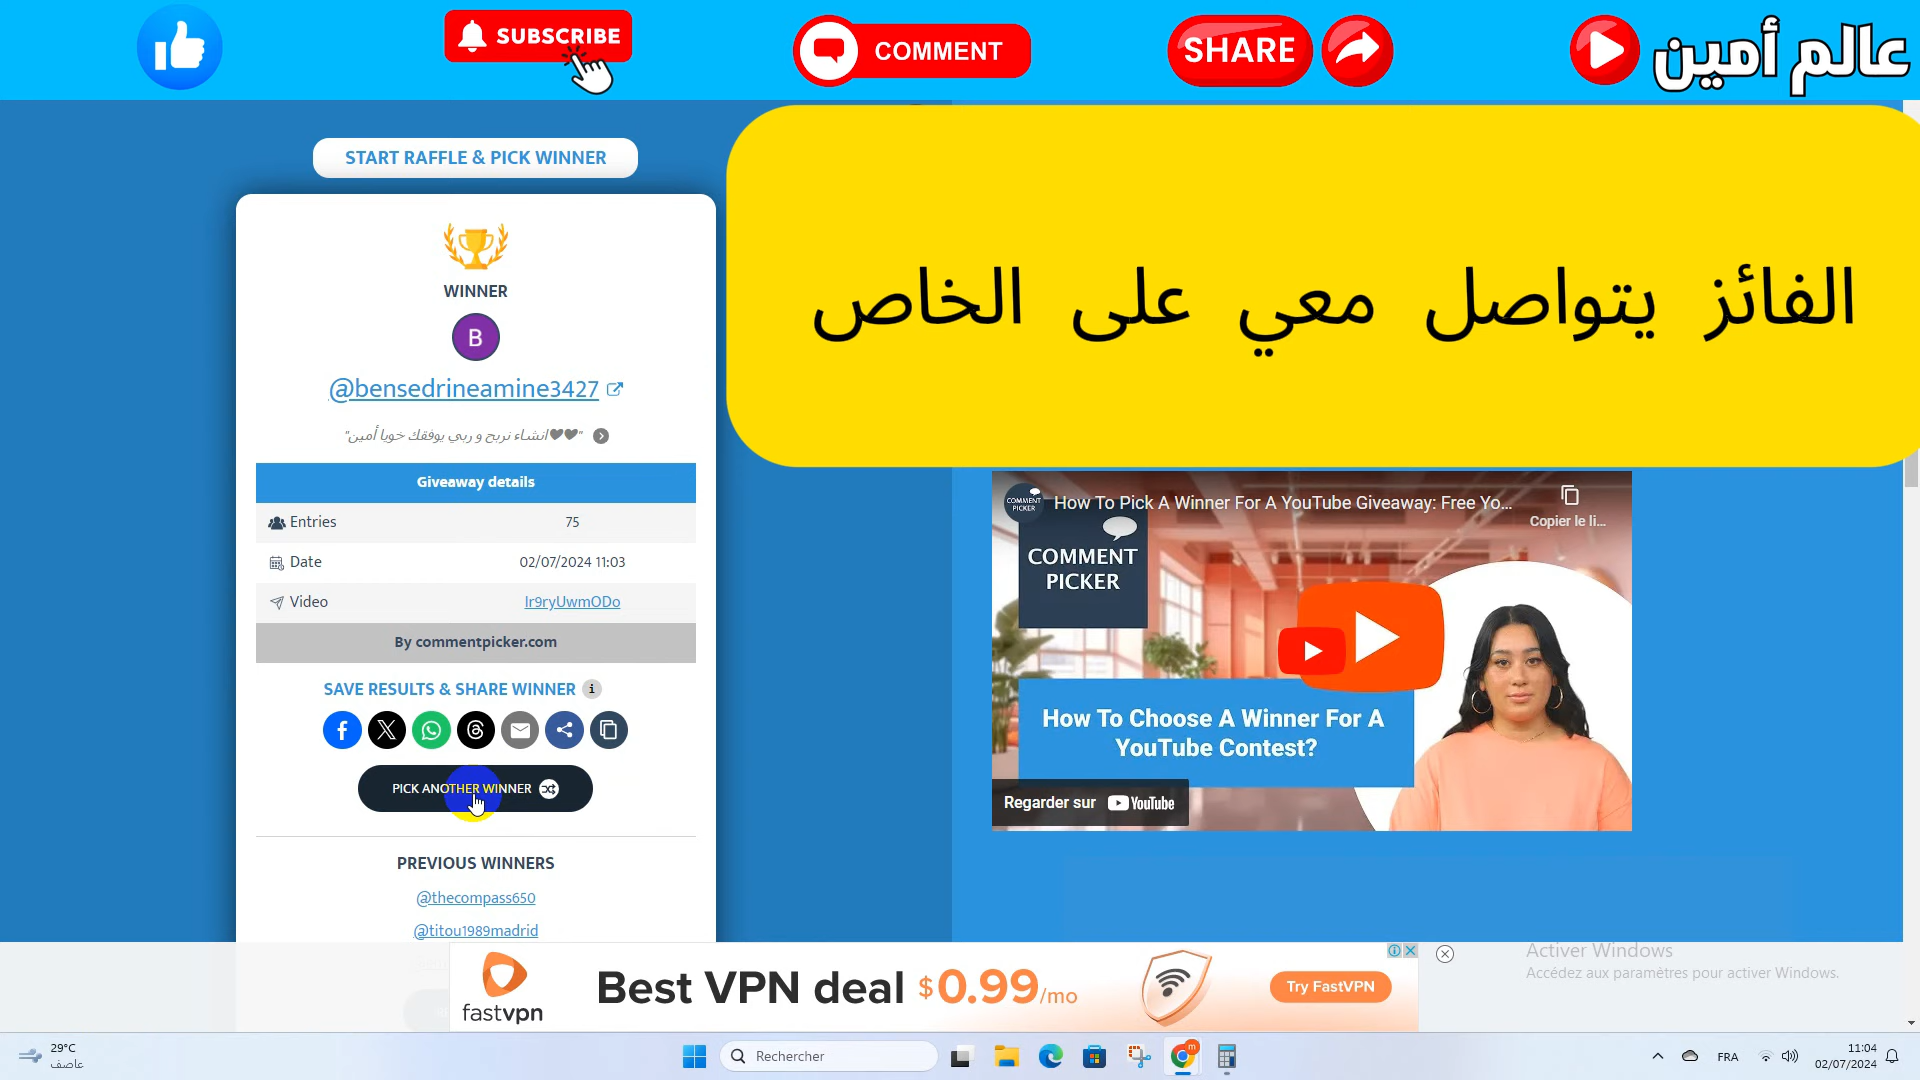 SUBSCRIBE
COMMENT
SHARE
عالم أمين
START RAFFLE & PICK WINNER
WINNER
B
@bensedrineamine3427
"انشاء نربح و ربي يوفقك خويا أمين♥♥"
Giveaway details
Entries 75
Date 02/07/2024 11:03
Video Ir9ryUwmODo
By commentpicker.com
SAVE RESULTS & SHARE WINNER i
PICK ANOTHER WINNER
PREVIOUS WINNERS
@thecompass650
@titou1989madrid
الفائز يتواصل معي على الخاص
COMMENT PICKER
How To Pick A Winner For A YouTube Giveaway: Free Yo...
Copier le li...
COMMENT
PICKER
How To Choose A Winner For A
YouTube Contest?
Regarder sur YouTube
fastvpn
Best VPN deal $0.99/mo
Try FastVPN
Activer Windows
Accédez aux paramètres pour activer Windows.
29°C
عاصف
Rechercher
m
FRA
11:04
02/07/2024